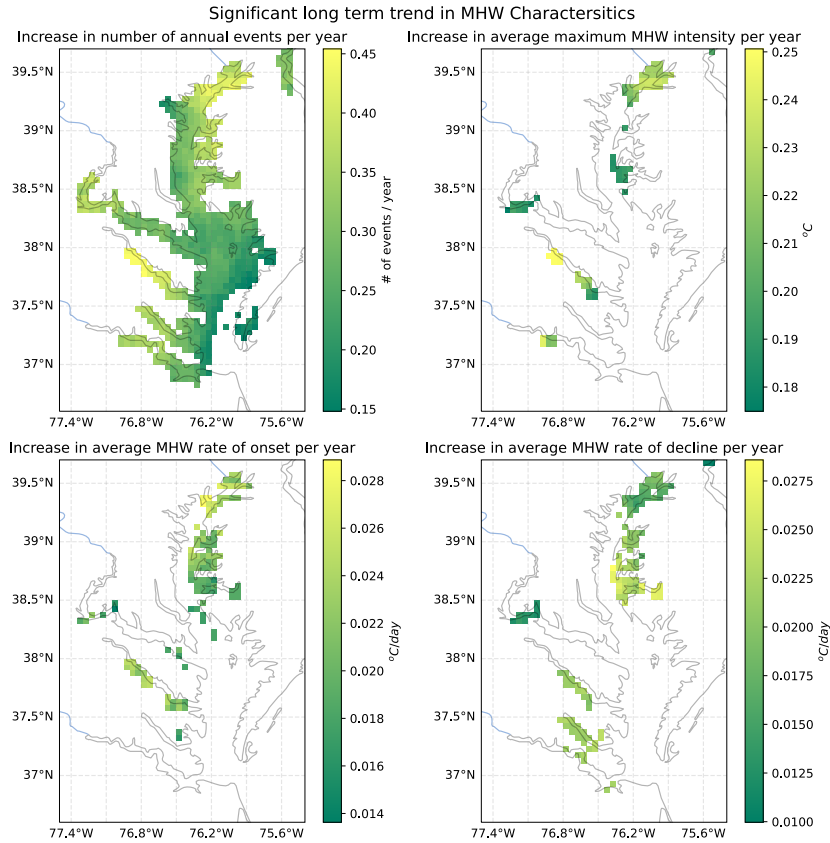 Significant long term trend in MHW Charactersitics
Increase in number of annual events per year
39.5°N
39°N
38.5°N
38°N
37.5°N
37°N
77.4°W 76.8°W 76.2°W 75.6°W
0.45
0.40
0.35
0.30
0.25
0.20
0.15
# of events / year
Increase in average maximum MHW intensity per year
39.5°N
39°N
38.5°N
38°N
37.5°N
37°N
77.4°W 76.8°W 76.2°W 75.6°W
0.25
0.24
0.23
0.22
0.21
0.20
0.19
0.18
0.175
°C
Increase in average MHW rate of onset per year
39.5°N
39°N
38.5°N
38°N
37.5°N
37°N
77.4°W 76.8°W 76.2°W 75.6°W
0.028
0.026
0.024
0.022
0.020
0.018
0.016
0.014
°C/day
Increase in average MHW rate of decline per year
39.5°N
39°N
38.5°N
38°N
37.5°N
37°N
77.4°W 76.8°W 76.2°W 75.6°W
0.0275
0.0250
0.0225
0.0200
0.0175
0.0150
0.0125
0.0100
°C/day